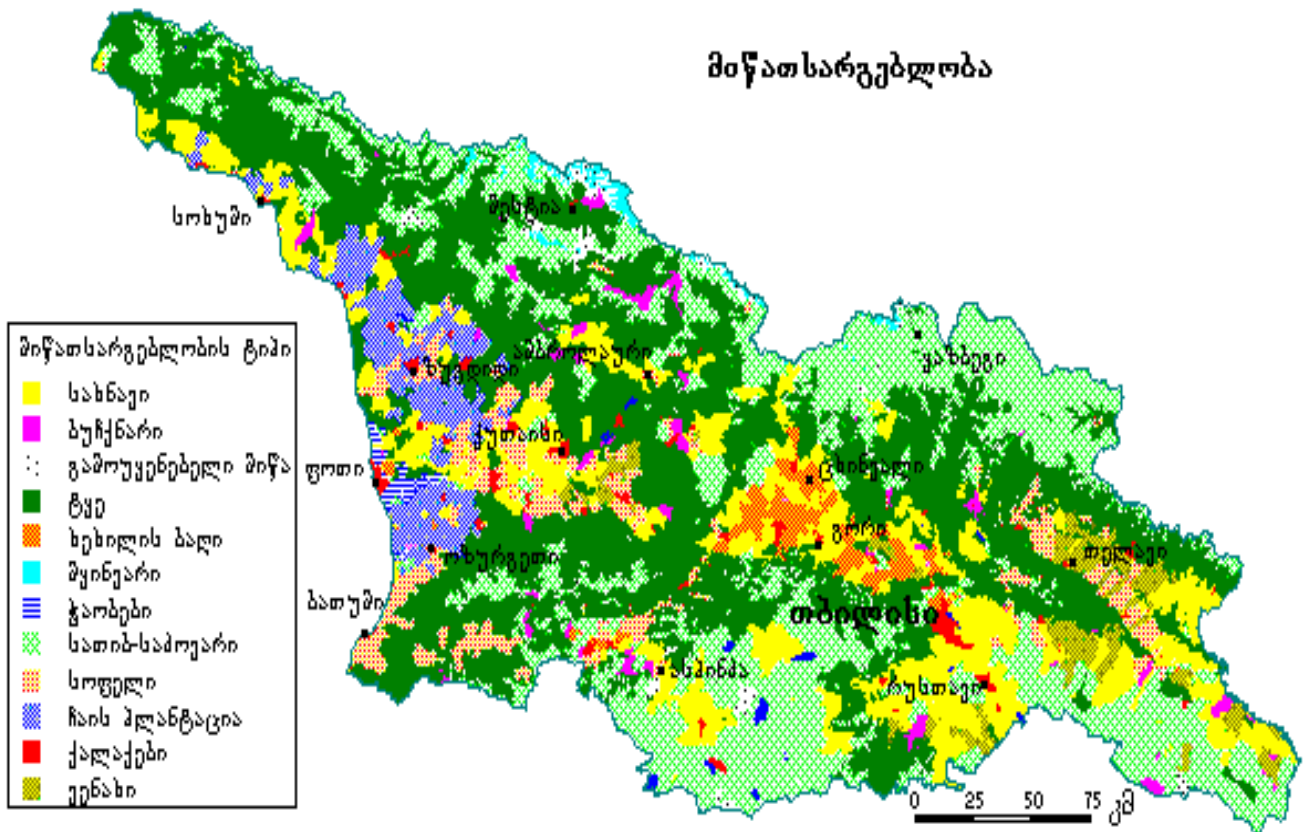 მიწათსარგებლობა
სოხუმი
მესტია
ყაზბეგი
ამბროლაური
ზუგდიდი
ქუთაისი
ცხინვალი
ფოთი
გორი
თელავი
ოზურგეთი
ბათუმი
თბილისი
ასპინძა
რუსთავი
მიწათსარგებლობის ტიპი
სახნავი
ბუჩქნარი
გამოუყენებელი მიწა
ტყე
ხეხილის ბაღი
მყინვარი
ჭაობები
სათიბ-საძოვარი
სოფელი
ჩაის პლანტაცია
ქალაქები
ვენახი
0 25 50 75 კმ